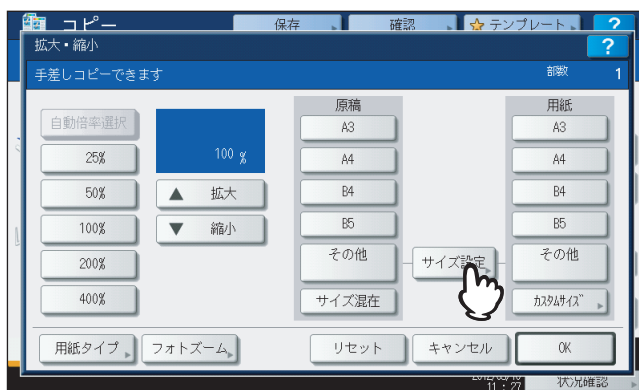 コピー
保存
確認
テンプレート
?
拡大・縮小
?
手差しコピーできます
部数
1
自動倍率選択
25%
50%
100%
200%
400%
100 %
▲ 拡大
▼ 縮小
原稿
A3
A4
B4
B5
その他
サイズ混在
サイズ設定
用紙
A3
A4
B4
B5
その他
カスタムサイズ
用紙タイプ
フォトズーム
リセット
キャンセル
OK
11:27
状況確認